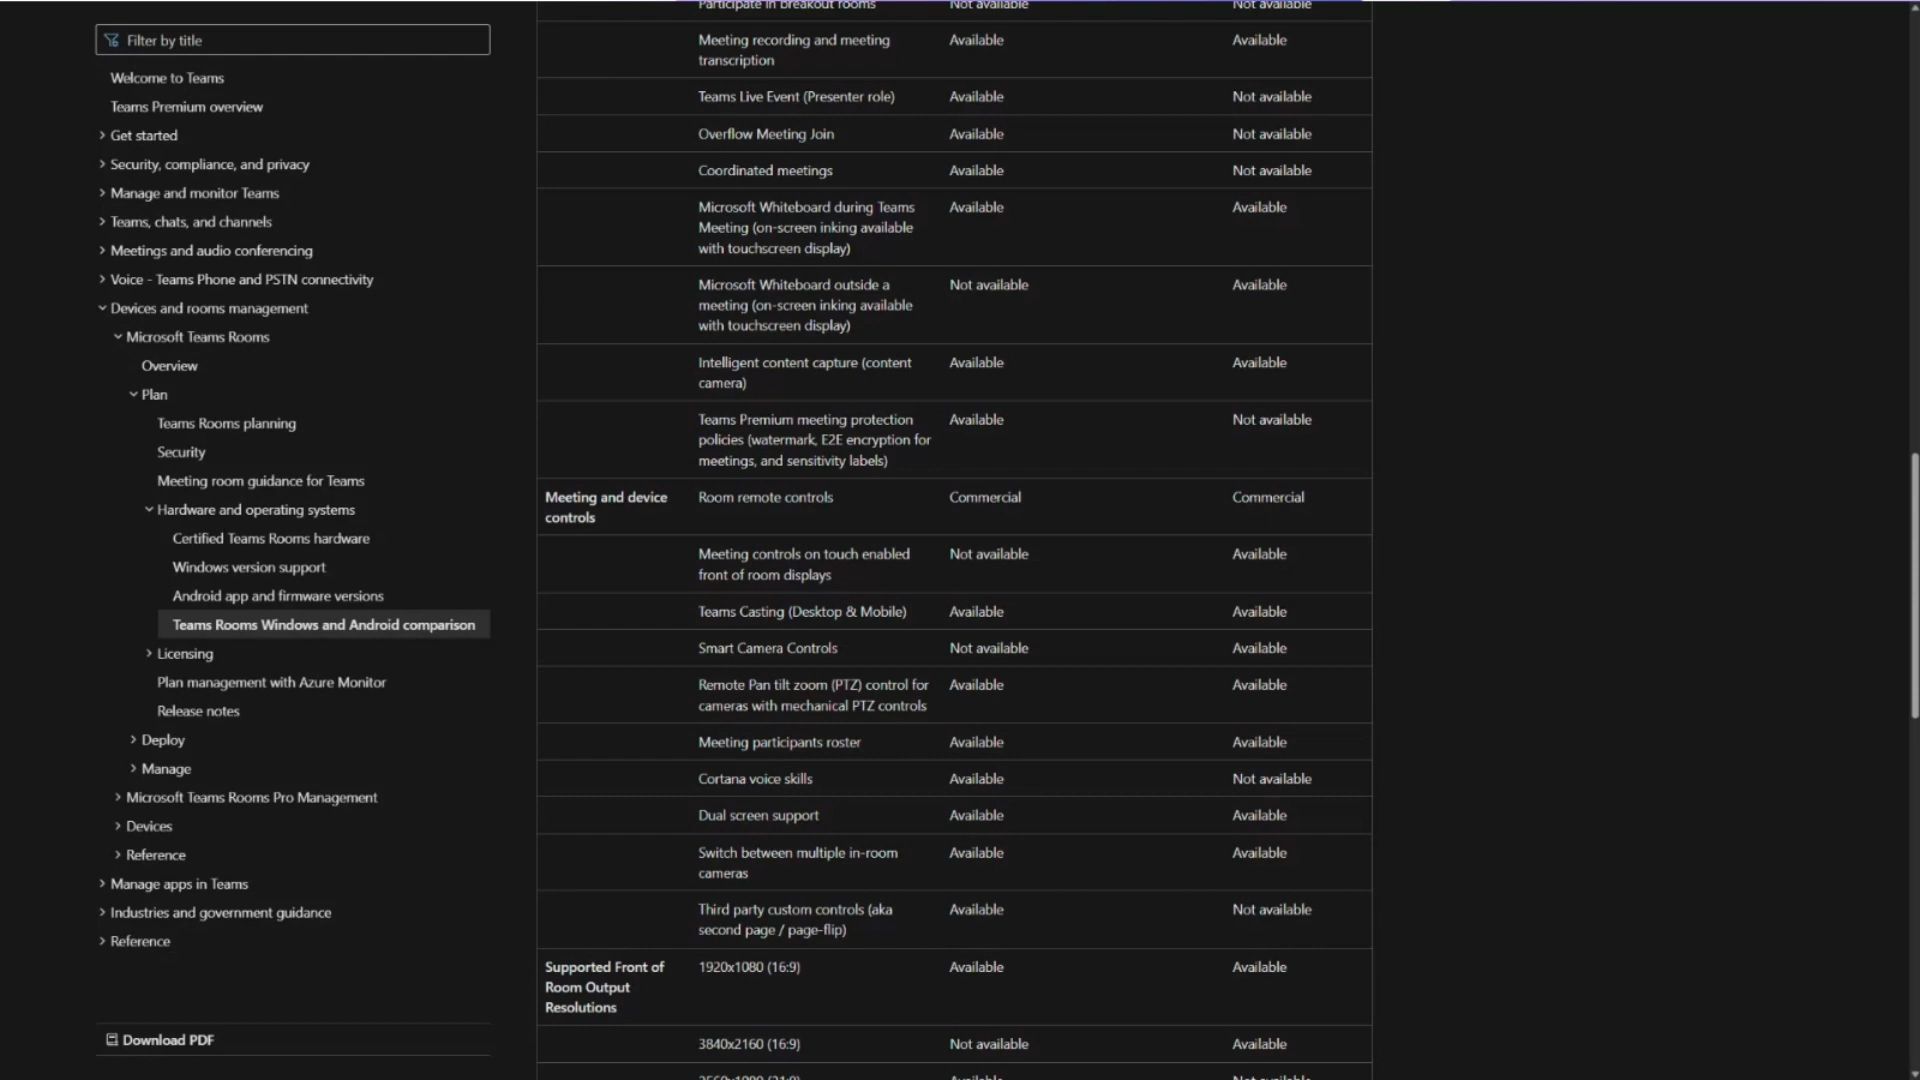 Filter by title
Welcome to Teams
Teams Premium overview
Get started
Security, compliance, and privacy
Manage and monitor Teams
Teams, chats, and channels
Meetings and audio conferencing
Voice - Teams Phone and PSTN connectivity
Devices and rooms management
Microsoft Teams Rooms
Overview
Plan
Teams Rooms planning
Security
Meeting room guidance for Teams
Hardware and operating systems
Certified Teams Rooms hardware
Windows version support
Android app and firmware versions
Teams Rooms Windows and Android comparison
Licensing
Plan management with Azure Monitor
Release notes
Deploy
Manage
Microsoft Teams Rooms Pro Management
Devices
Reference
Manage apps in Teams
Industries and government guidance
Reference
Download PDF
Participate in breakout rooms Not available Not available
Meeting recording and meeting Available Available
transcription
Teams Live Event (Presenter role) Available Not available
Overflow Meeting Join Available Not available
Coordinated meetings Available Not available
Microsoft Whiteboard during Teams Available Available
Meeting (on-screen inking available
with touchscreen display)
Microsoft Whiteboard outside a Not available Available
meeting (on-screen inking available
with touchscreen display)
Intelligent content capture (content Available Available
camera)
Teams Premium meeting protection Available Not available
policies (watermark, E2E encryption for
meetings, and sensitivity labels)
Meeting and device Room remote controls Commercial Commercial
controls
Meeting controls on touch enabled Not available Available
front of room displays
Teams Casting (Desktop & Mobile) Available Available
Smart Camera Controls Not available Available
Remote Pan tilt zoom (PTZ) control for Available Available
cameras with mechanical PTZ controls
Meeting participants roster Available Available
Cortana voice skills Available Not available
Dual screen support Available Available
Switch between multiple in-room Available Available
cameras
Third party custom controls (aka Available Not available
second page / page-flip)
Supported Front of 1920x1080 (16:9) Available Available
Room Output
Resolutions
3840x2160 (16:9) Not available Available
Available Not available